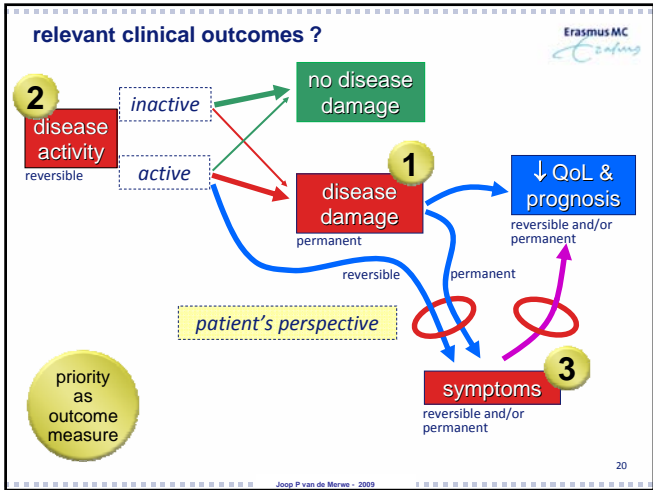 relevant clinical outcomes ?
Erasmus MC
Erasmus
2
disease
activity
reversible
inactive
active
no disease
damage
1
disease
damage
permanent
↓ QoL &
prognosis
reversible and/or
permanent
reversible
permanent
patient's perspective
3
symptoms
reversible and/or
permanent
priority
as
outcome
measure
20
Joop P van de Merwe - 2009